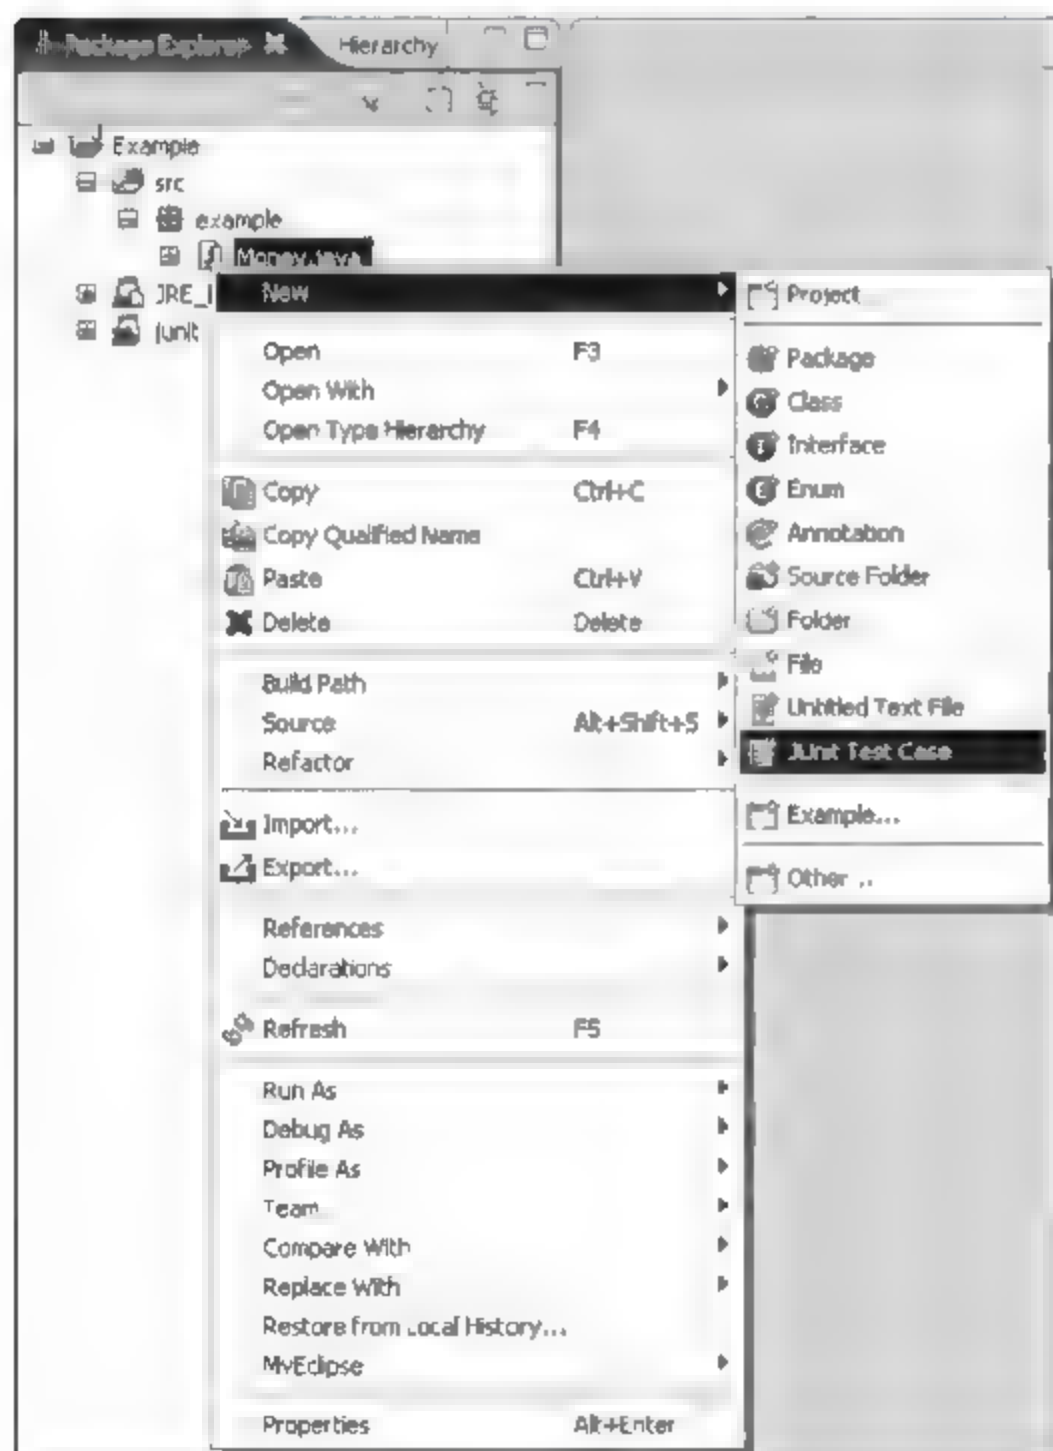 Package Explorer Hierarchy
Example
src
example
Money.java
JRE_
junit
New
Open F3
Open With
Open Type Hierarchy F4
Copy Ctrl+C
Copy Qualified Name
Paste Ctrl+V
Delete Delete
Build Path
Source Alt+Shift+S
Refactor
Import...
Export...
References
Declarations
Refresh F5
Run As
Debug As
Profile As
Team
Compare With
Replace With
Restore from Local History...
MyEclipse
Properties Alt+Enter
Project
Package
Class
Interface
Enum
Annotation
Source Folder
Folder
File
Untitled Text File
JUnit Test Case
Example...
Other...